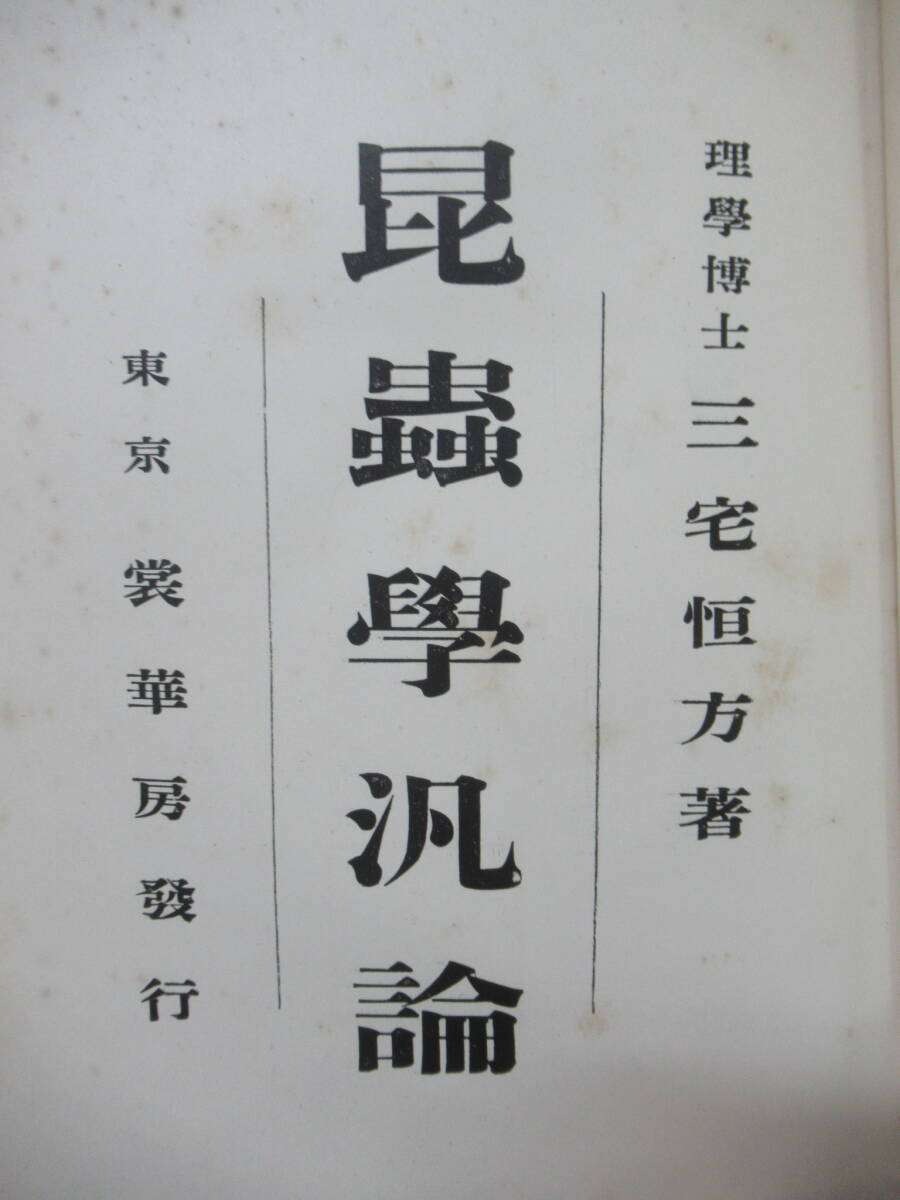 理學博士 三宅恒方著
昆蟲學汎論
東京 裳華房發行